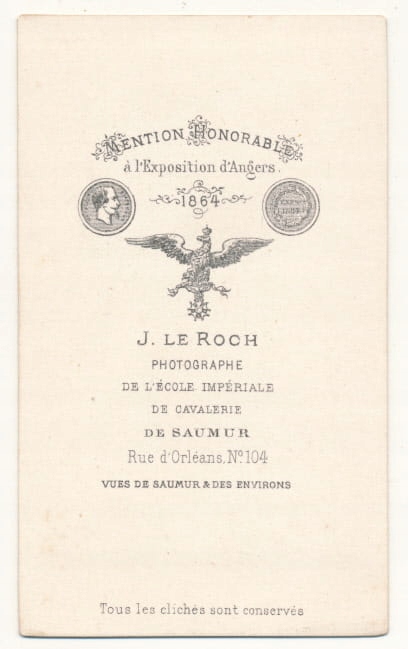 MENTION HONORABLE
à l'Exposition d'Angers.
1864
J. LE ROCH
PHOTOGRAPHE
DE L'ÉCOLE IMPÉRIALE
DE CAVALERIE
DE SAUMUR
Rue d'Orléans, Nº 104
VUES DE SAUMUR & DES ENVIRONS
Tous les clichés sont conservés